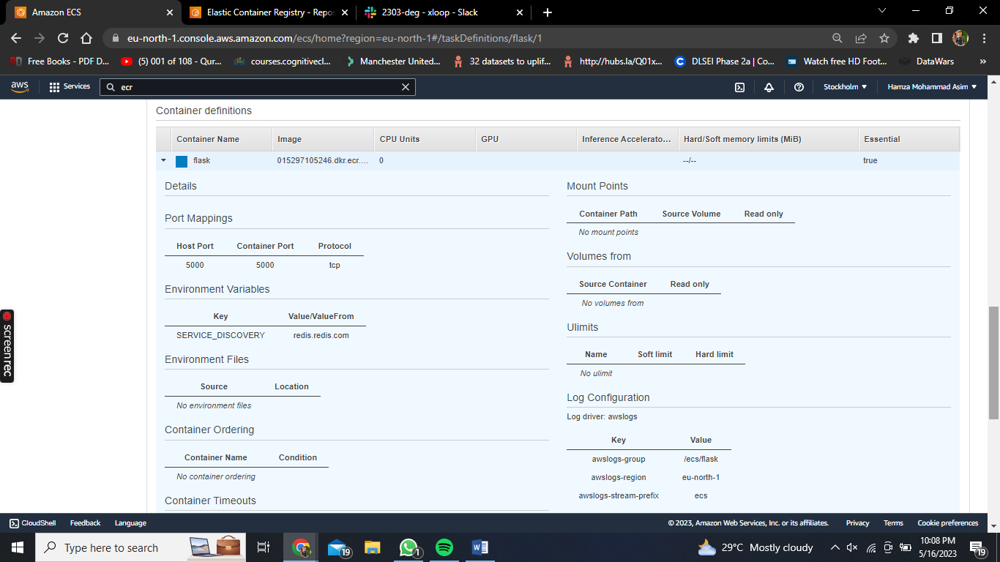 Amazon ECS
Elastic Container Registry - Repos
2303-deg - xloop - Slack
eu-north-1.console.aws.amazon.com/ecs/home?region=eu-north-1#/taskDefinitions/flask/1
Free Books - PDF D...
(5) 001 of 108 - Qur...
courses.cognitivecl...
Manchester United...
32 datasets to uplif...
http://hubs.la/Q01x...
DLSEI Phase 2a | Co...
Watch free HD Foot...
DataWars
»
aws
Services
ecr
Stockholm
Hamza Mohammad Asim
Container definitions
Container Name Image CPU Units GPU Inference Accelerato... Hard/Soft memory limits (MiB) Essential
flask 015297105246.dkr.ecr.... 0 --/-- true
Details
Port Mappings
Host Port Container Port Protocol
5000 5000 tcp
Environment Variables
Key Value/ValueFrom
SERVICE_DISCOVERY redis.redis.com
Environment Files
Source Location
No environment files
Container Ordering
Container Name Condition
No container ordering
Container Timeouts
Mount Points
Container Path Source Volume Read only
No mount points
Volumes from
Source Container Read only
No volumes from
Ulimits
Name Soft limit Hard limit
No ulimit
Log Configuration
Log driver: awslogs
Key Value
awslogs-group /ecs/flask
awslogs-region eu-north-1
awslogs-stream-prefix ecs
screenrec
CloudShell Feedback Language
© 2023, Amazon Web Services, Inc. or its affiliates. Privacy Terms Cookie preferences
Type here to search
19
1
29°C Mostly cloudy
10:08 PM
5/16/2023
19